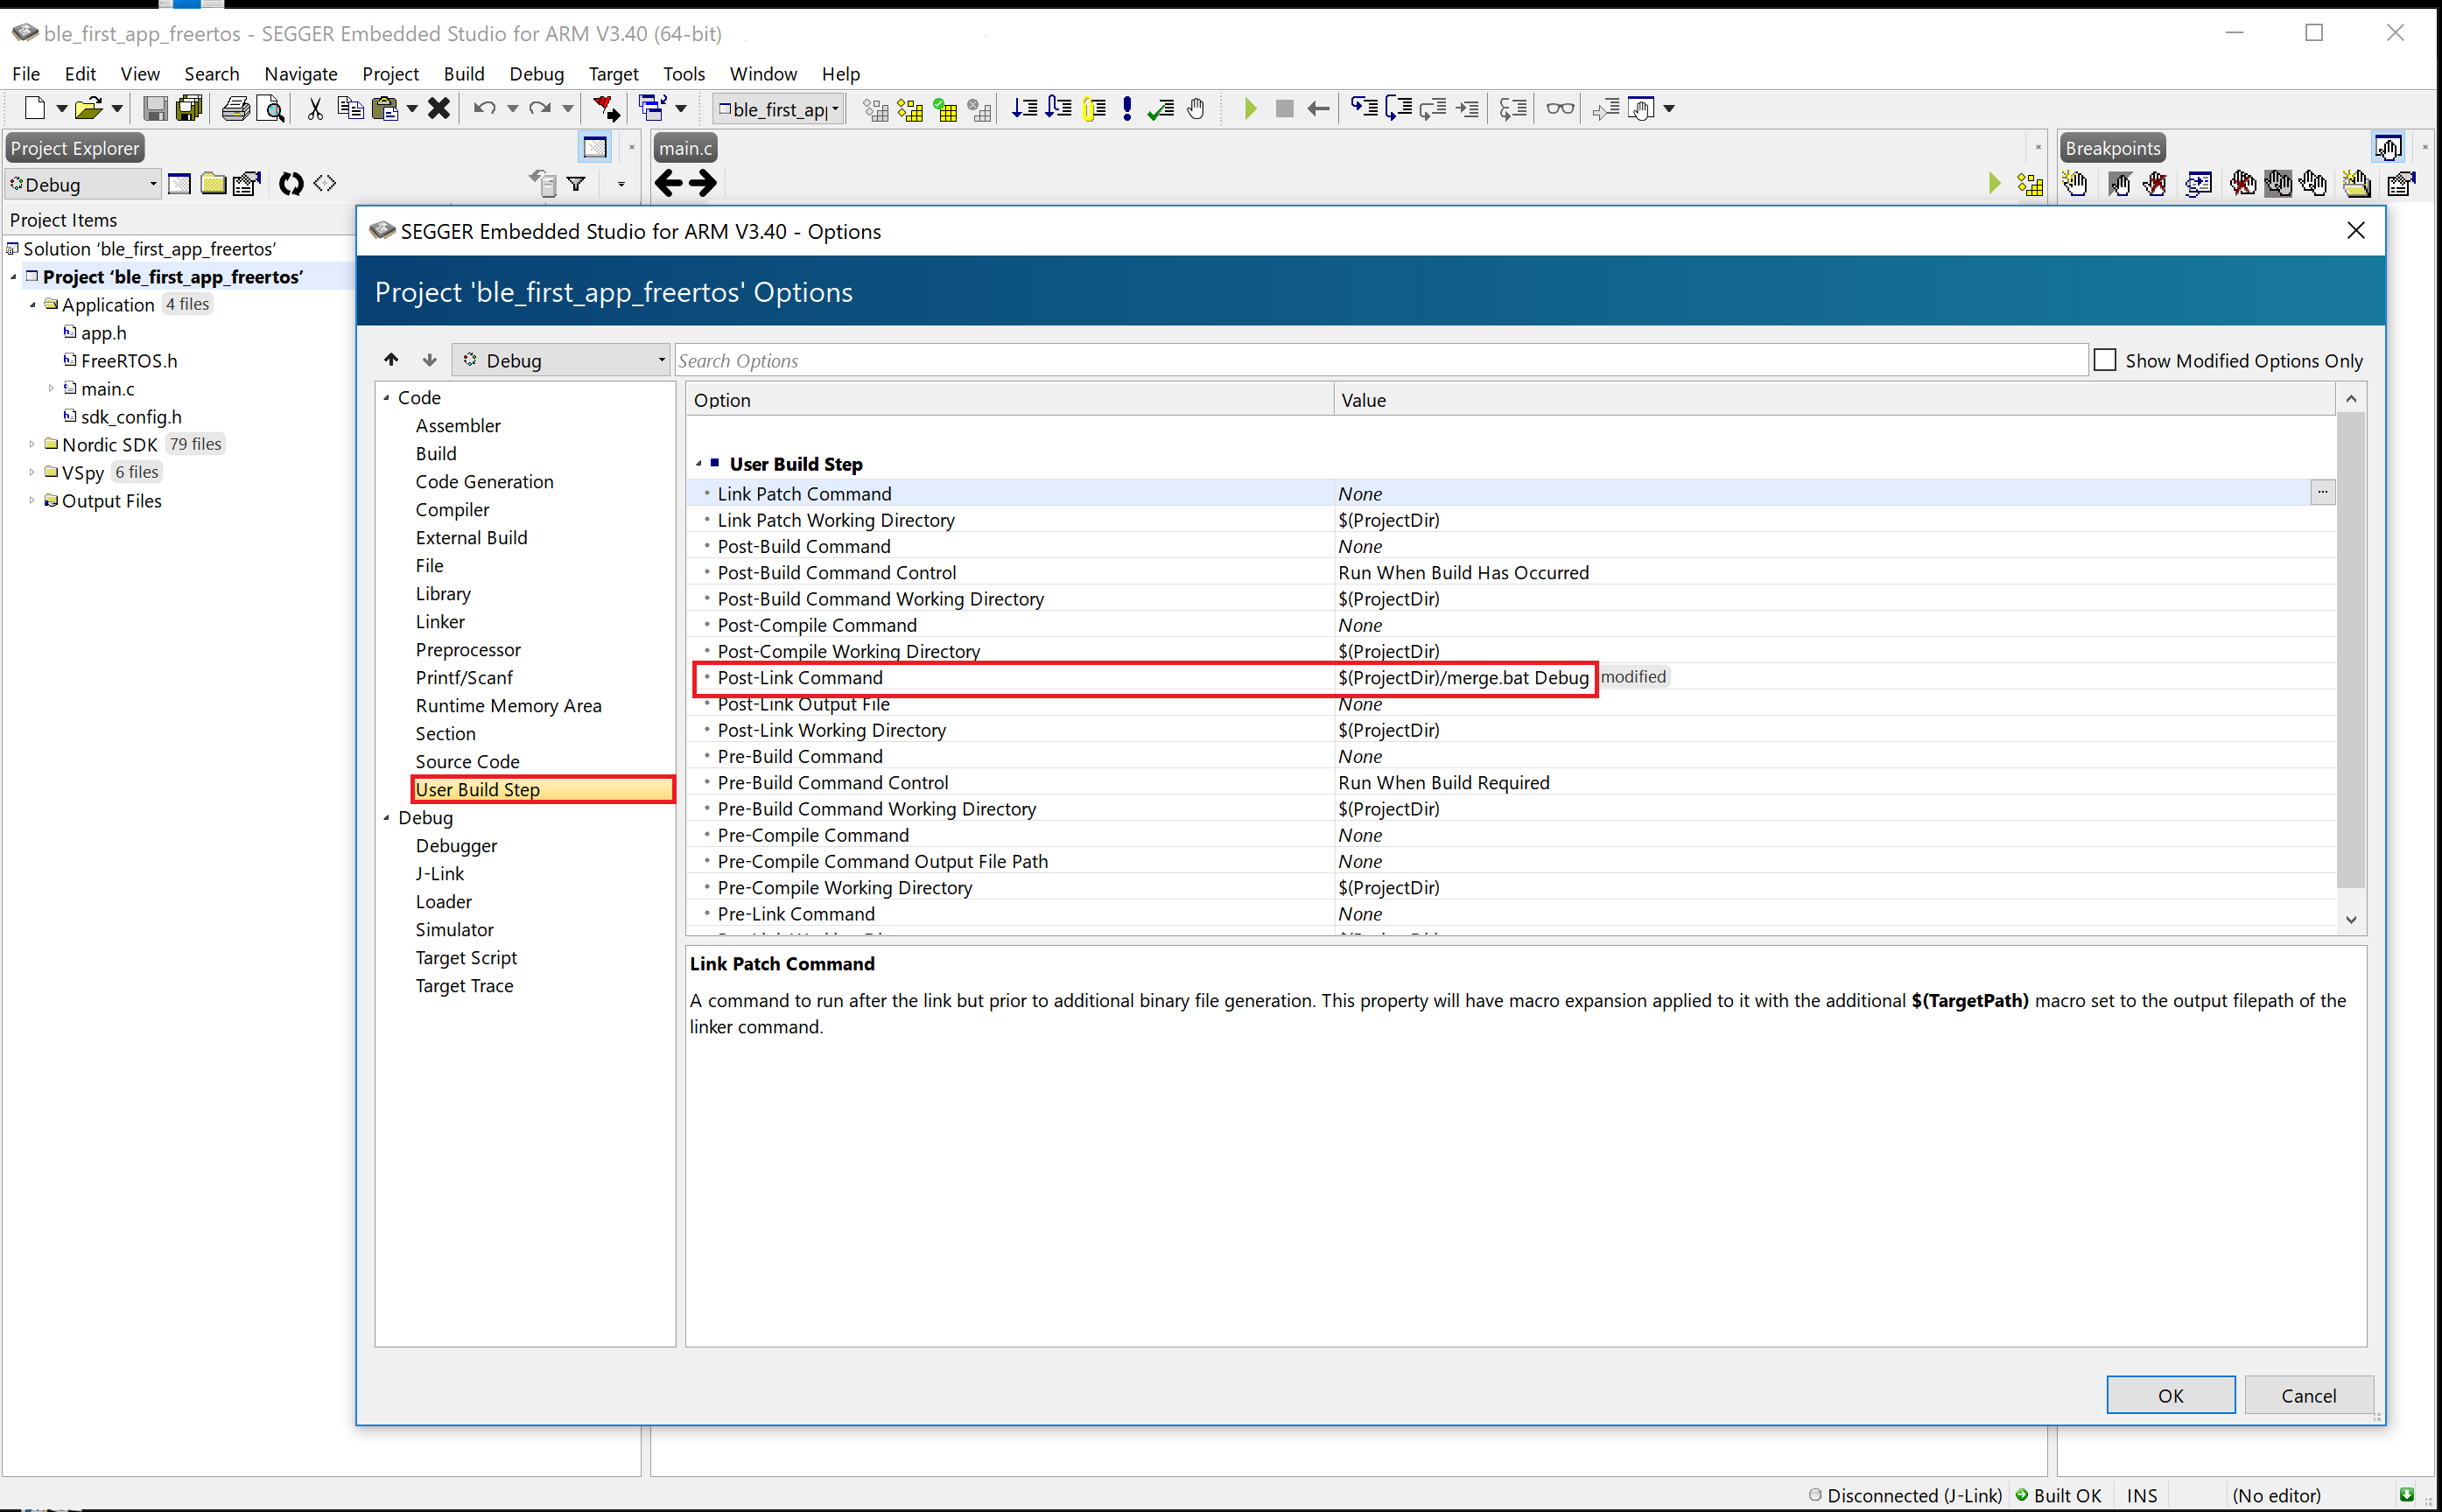 ble_first_app_freertos - SEGGER Embedded Studio for ARM V3.40 (64-bit)
File Edit View Search Navigate Project Build Debug Target Tools Window Help
ble_first_ap
Project Explorer
main.c
Breakpoints
Debug
Project Items
Solution ‘ble_first_app_freertos’
Project ‘ble_first_app_freertos’
Application 4 files
app.h
FreeRTOS.h
main.c
sdk_config.h
Nordic SDK 79 files
VSpy 6 files
Output Files
SEGGER Embedded Studio for ARM V3.40 - Options
Project 'ble_first_app_freertos' Options
Debug
Search Options
Show Modified Options Only
Code
Assembler
Build
Code Generation
Compiler
External Build
File
Library
Linker
Preprocessor
Printf/Scanf
Runtime Memory Area
Section
Source Code
User Build Step
Debug
Debugger
J-Link
Loader
Simulator
Target Script
Target Trace
Option Value
User Build Step
Link Patch Command None ...
Link Patch Working Directory $(ProjectDir)
Post-Build Command None
Post-Build Command Control Run When Build Has Occurred
Post-Build Command Working Directory $(ProjectDir)
Post-Compile Command None
Post-Compile Working Directory $(ProjectDir)
Post-Link Command $(ProjectDir)/merge.bat Debug modified
Post-Link Output File None
Post-Link Working Directory $(ProjectDir)
Pre-Build Command None
Pre-Build Command Control Run When Build Required
Pre-Build Command Working Directory $(ProjectDir)
Pre-Compile Command None
Pre-Compile Command Output File Path None
Pre-Compile Working Directory $(ProjectDir)
Pre-Link Command None
Link Patch Command
A command to run after the link but prior to additional binary file generation. This property will have macro expansion applied to it with the additional $(TargetPath) macro set to the output filepath of the
linker command.
OK Cancel
Disconnected (J-Link) Built OK INS (No editor)